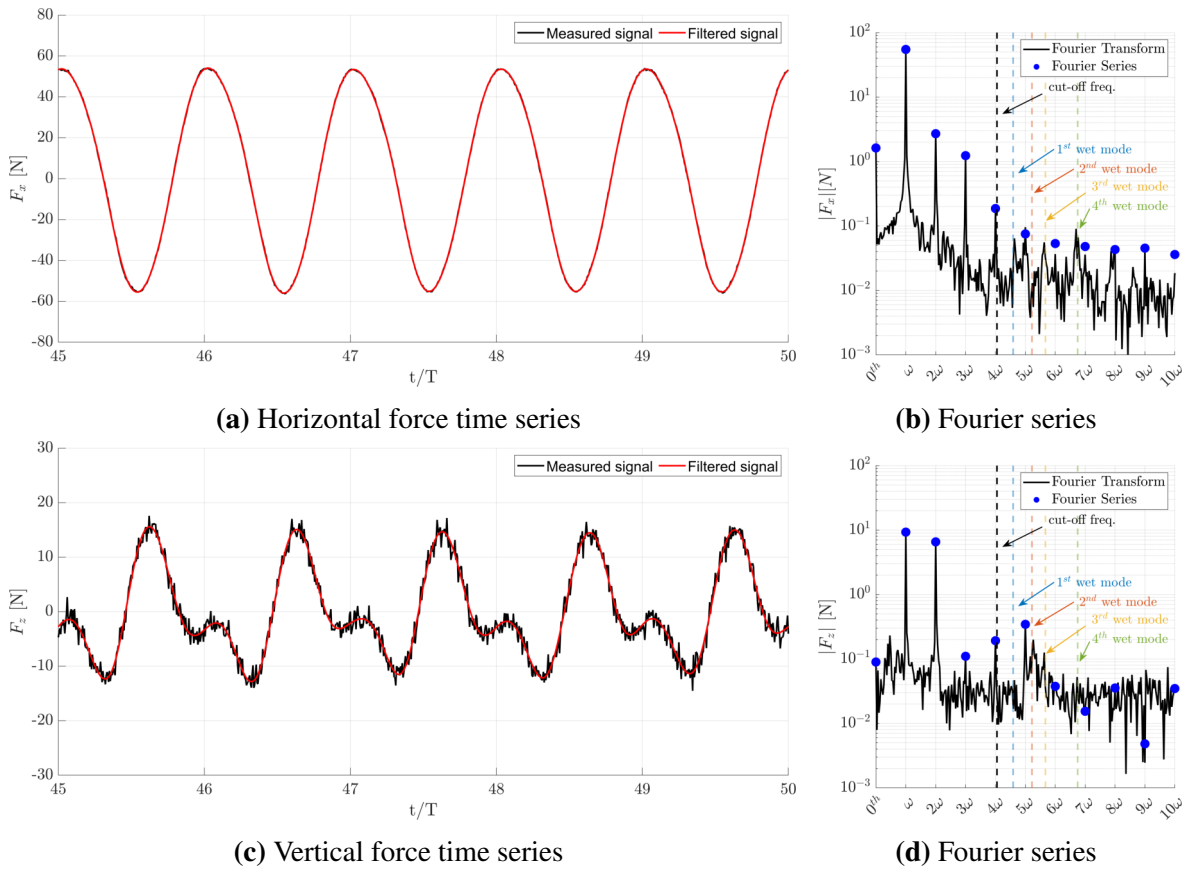 80
60
40
20
0
-20
-40
-60
-80
F_x [N]
Measured signal Filtered signal
45 46 47 48 49 50
t/T
(a) Horizontal force time series
10^2
10^1
10^0
10^-1
10^-2
10^-3
|F_x|[N]
Fourier Transform
Fourier Series
cut-off freq.
1^st wet mode
2^nd wet mode
3^rd wet mode
4^th wet mode
0^th ω 2ω 3ω 4ω 5ω 6ω 7ω 8ω 9ω 10ω
(b) Fourier series
30
20
10
0
-10
-20
-30
F_z [N]
Measured signal Filtered signal
45 46 47 48 49 50
t/T
(c) Vertical force time series
10^2
10^1
10^0
10^-1
10^-2
10^-3
|F_z| [N]
Fourier Transform
Fourier Series
cut-off freq.
1^st wet mode
2^nd wet mode
3^rd wet mode
4^th wet mode
0^th ω 2ω 3ω 4ω 5ω 6ω 7ω 8ω 9ω 10ω
(d) Fourier series